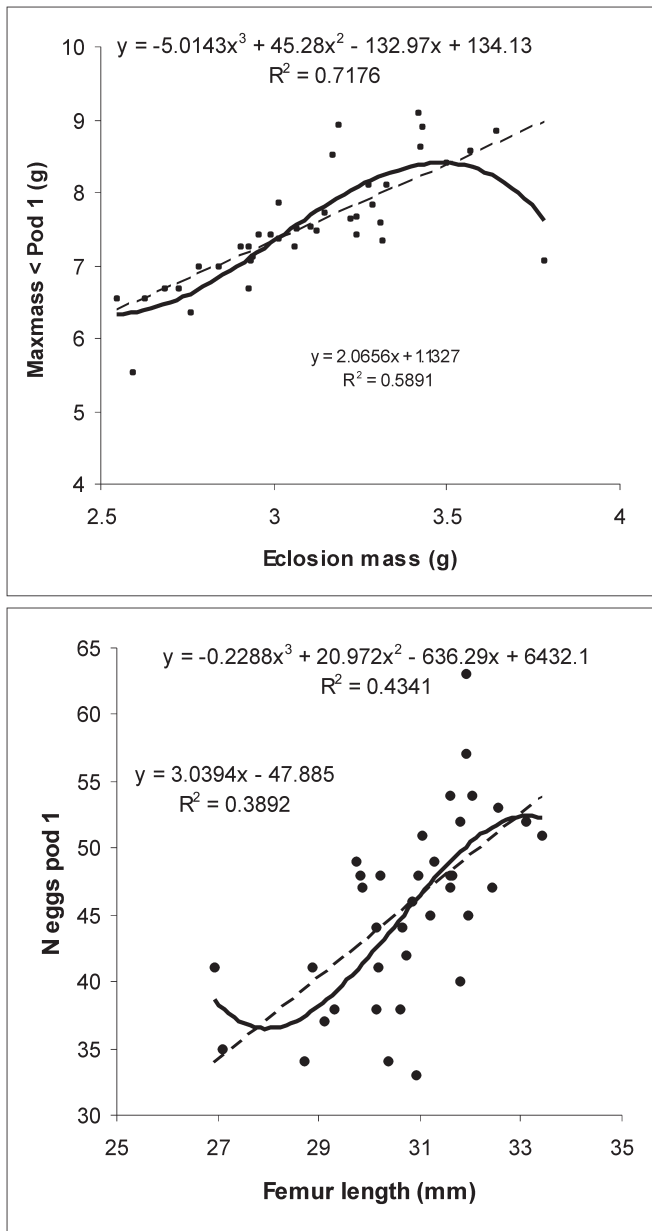 y = -5.0143x³ + 45.28x² - 132.97x + 134.13
R² = 0.7176
10
9
8
7
6
5
4
Maxmass < Pod 1 (g)
y = 2.0656x + 1.1327
R² = 0.5891
2.5 3 3.5 4
Eclosion mass (g)
y = -0.2288x³ + 20.972x² - 636.29x + 6432.1
R² = 0.4341
y = 3.0394x - 47.885
R² = 0.3892
65
60
55
50
45
40
35
30
N eggs pod 1
25 27 29 31 33 35
Femur length (mm)